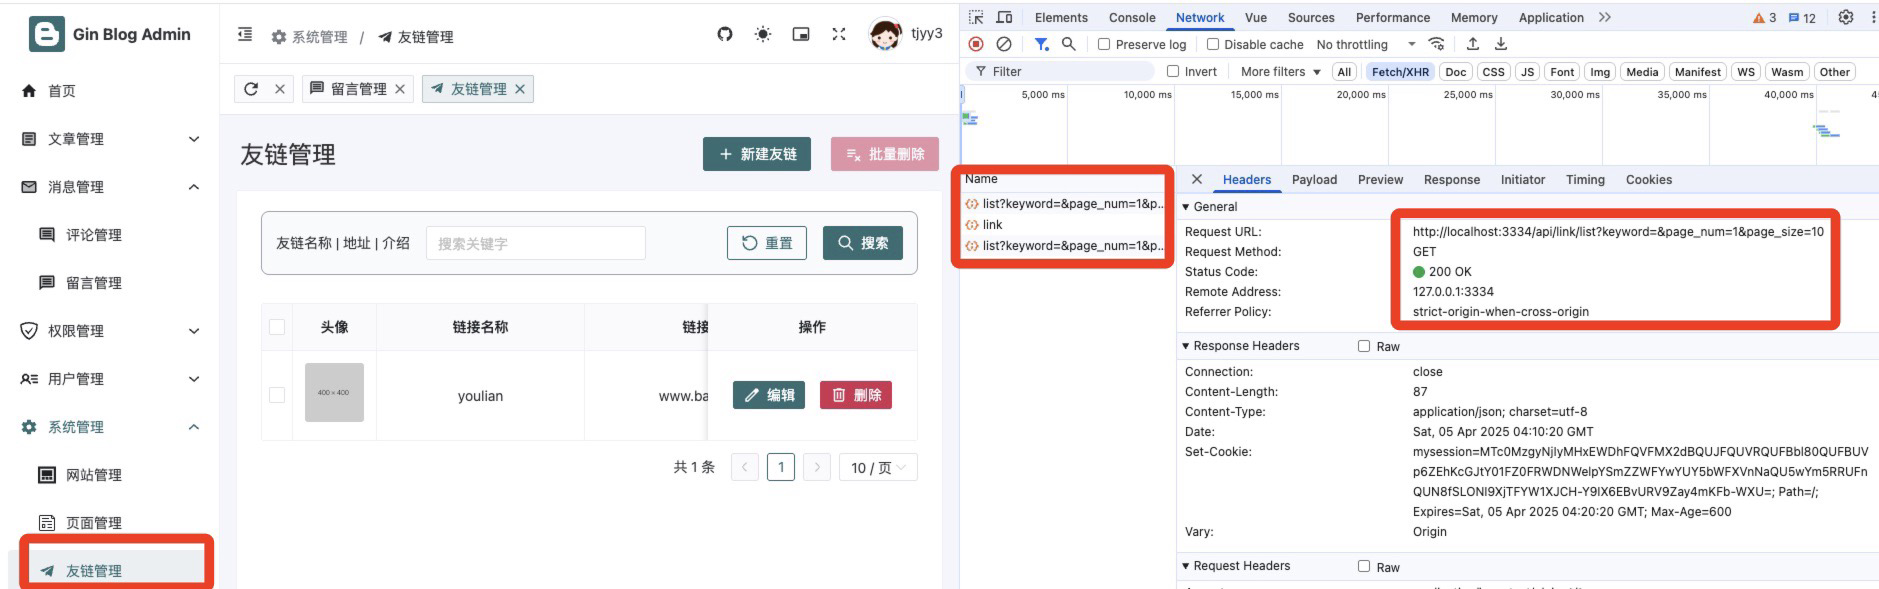 Gin Blog Admin
首页
文章管理
消息管理
评论管理
留言管理
权限管理
用户管理
系统管理
网站管理
页面管理
友链管理
系统管理 / 友链管理
tjyy3
留言管理
友链管理
友链管理
新建友链
批量删除
友链名称 | 地址 | 介绍
搜索关键字
重置
搜索
头像 链接名称 链接 操作
400 × 400 youlian www.ba 编辑 删除
共 1 条 1 10 / 页
Elements Console Network Vue Sources Performance Memory Application 3 12
Preserve log Disable cache No throttling
Filter Invert More filters All Fetch/XHR Doc CSS JS Font Img Media Manifest WS Wasm Other
5,000 ms 10,000 ms 15,000 ms 20,000 ms 25,000 ms 30,000 ms 35,000 ms 40,000 ms
Name
list?keyword=&page_num=1&p...
link
list?keyword=&page_num=1&p...
Headers Payload Preview Response Initiator Timing Cookies
General
Request URL: http://localhost:3334/api/link/list?keyword=&page_num=1&page_size=10
Request Method: GET
Status Code: 200 OK
Remote Address: 127.0.0.1:3334
Referrer Policy: strict-origin-when-cross-origin
Response Headers Raw
Connection: close
Content-Length: 87
Content-Type: application/json; charset=utf-8
Date: Sat, 05 Apr 2025 04:10:20 GMT
Set-Cookie: mysession=MTc0MzgyNjIyMHxEWDhFQVFMX2dBQUJFQUVRQUFBbl80QUFBUV
p6ZEhKcGJtY01FZ0FRWDNWelpYSmZZWFYwYUY5bWFXVnNaQU5wYm5RRUFn
QUN8fSLONI9XjTFYW1XJCH-Y9IX6EBvURV9Zay4mKFb-WXU=; Path=/;
Expires=Sat, 05 Apr 2025 04:20:20 GMT; Max-Age=600
Vary: Origin
Request Headers Raw